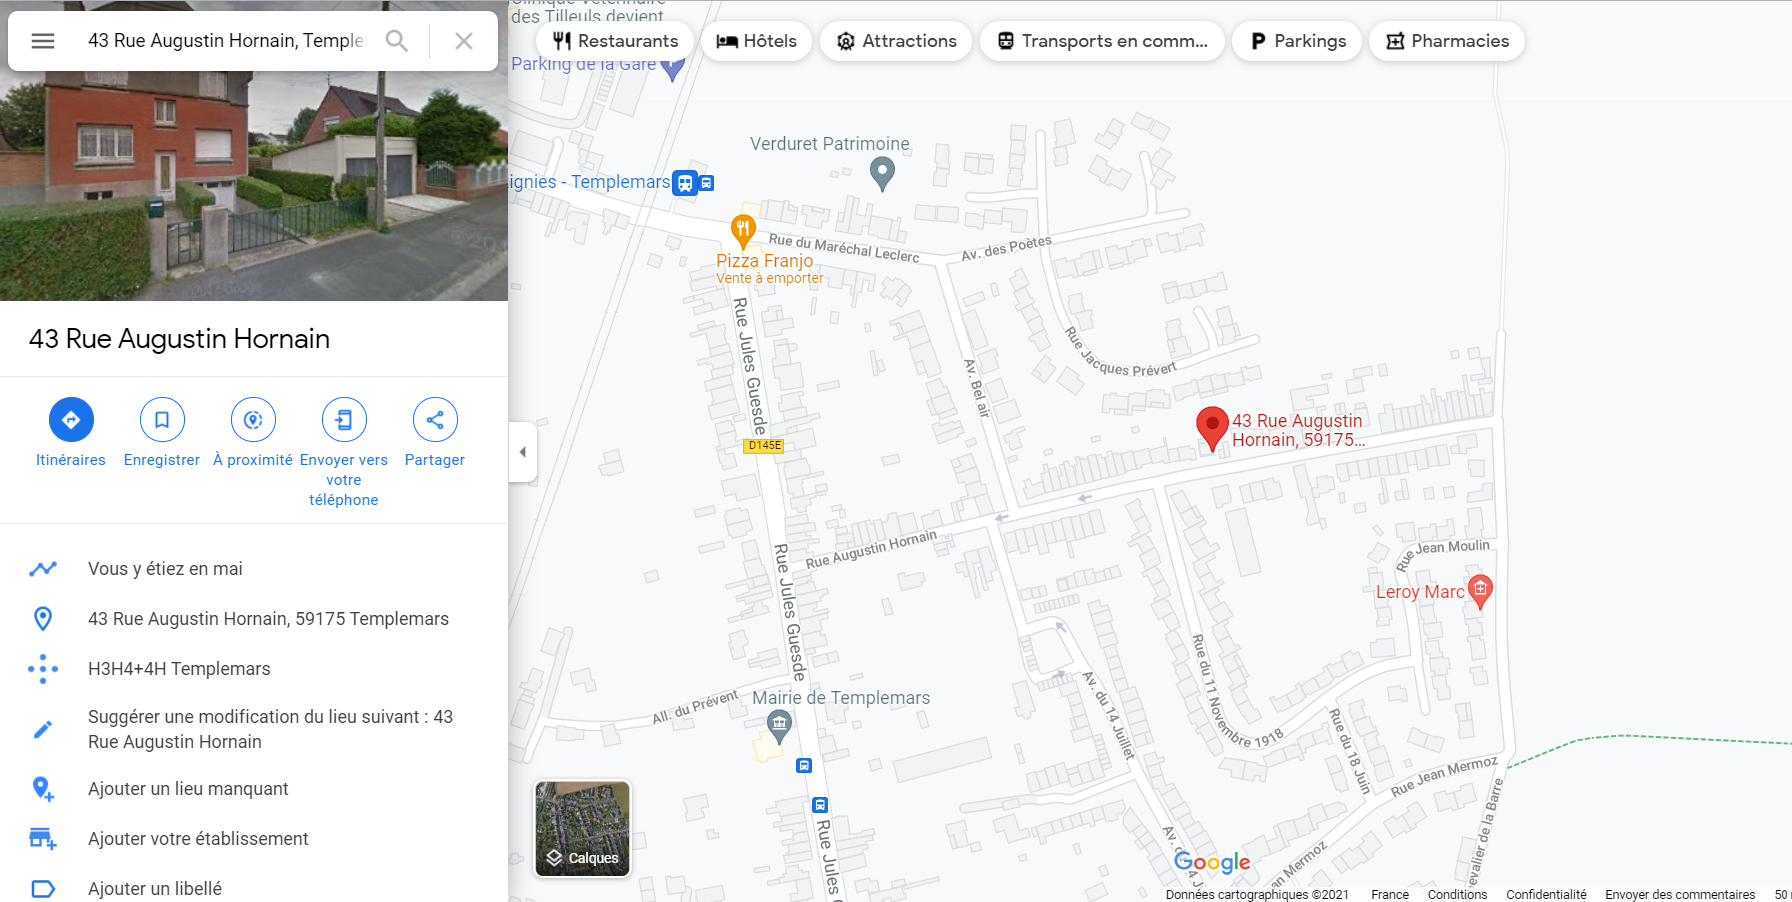 43 Rue Augustin Hornain, Temple
43 Rue Augustin Hornain
Itinéraires
Enregistrer
À proximité
Envoyer vers
votre
téléphone
Partager
Vous y étiez en mai
43 Rue Augustin Hornain, 59175 Templemars
H3H4+4H Templemars
Suggérer une modification du lieu suivant : 43
Rue Augustin Hornain
Ajouter un lieu manquant
Ajouter votre établissement
Ajouter un libellé
Clinique Vétérinaire
des Tilleuls devient
Restaurants
Hôtels
Attractions
Transports en comm...
Parkings
Pharmacies
Parking de la Gare
Verduret Patrimoine
ignies - Templemars
Rue du Maréchal Leclerc
Av. des Poètes
Pizza Franjo
Vente à emporter
Rue Jules Guesde
Rue Jacques Prévert
Av. Bel air
43 Rue Augustin
Hornain, 59175...
D145E
Rue Augustin Hornain
Rue Jean Moulin
Leroy Marc
Rue Jules Guesde
Rue du 11 Novembre 1918
All. du Prévent
Mairie de Templemars
Av. du 14 Juillet
Rue du 18 Juin
Rue Jean Mermoz
Rue Jules G
Calques
Google
Données cartographiques ©2021
France
Conditions
Confidentialité
Envoyer des commentaires
50